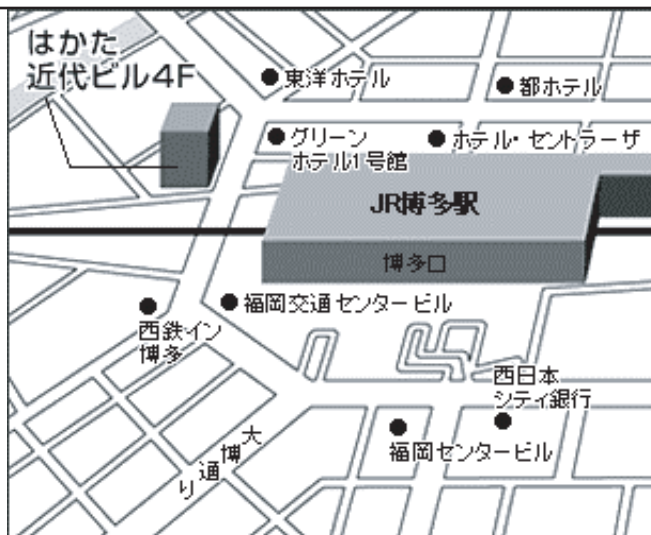 はかた
近代ビル4F
東洋ホテル
都ホテル
グリーン
ホテル1号館
ホテル・セントラーザ
JR博多駅
博多口
福岡交通センタービル
西鉄イン
博多
西日本
シティ銀行
福岡センタービル
大博通り